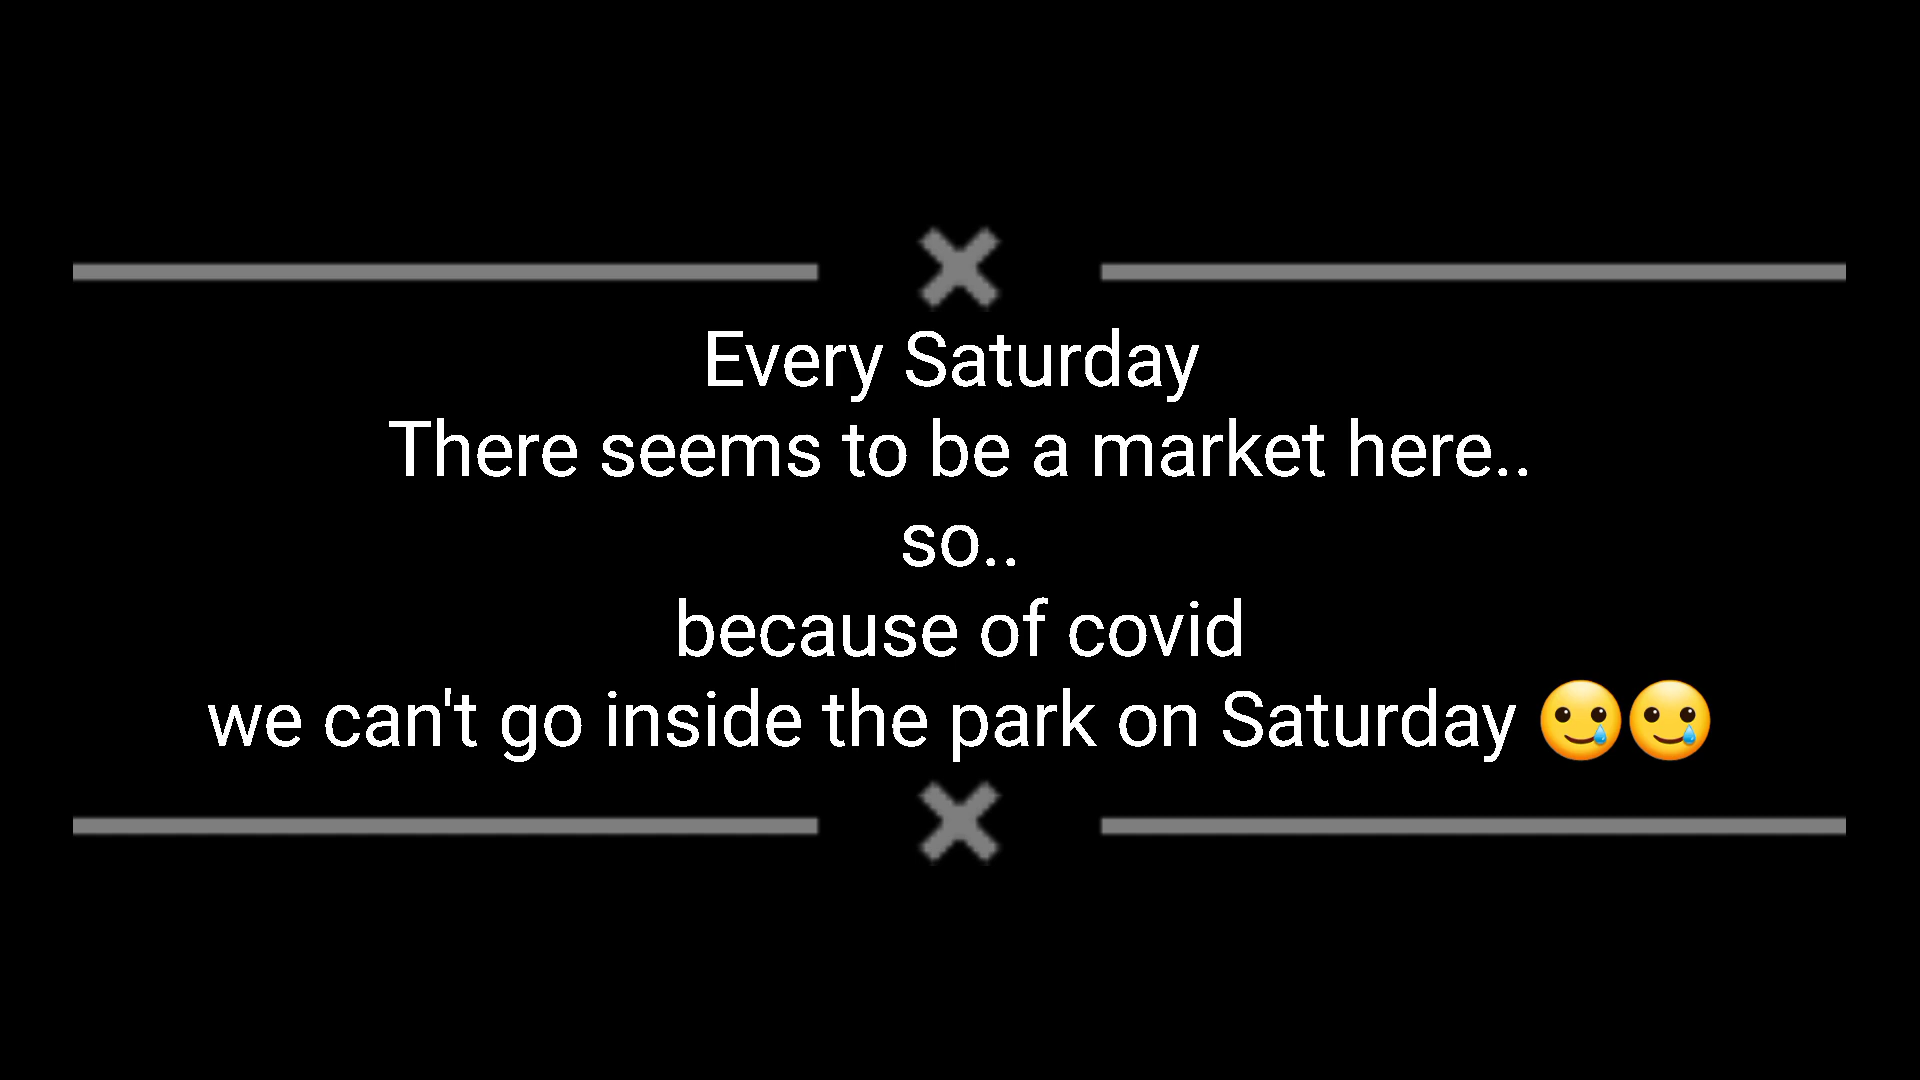 Every Saturday
There seems to be a market here..
so..
because of covid
we can't go inside the park on Saturday 🥲🥲